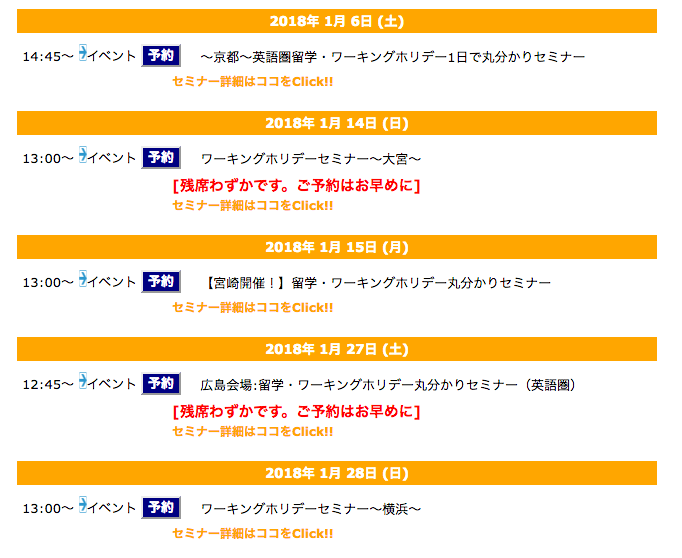 2018年 1月 6日 (土)
14:45〜 イベント 予約 〜京都〜英語圏留学・ワーキングホリデー1日で丸分かりセミナー
セミナー詳細はココをClick!!
2018年 1月 14日 (日)
13:00〜 イベント 予約 ワーキングホリデーセミナー〜大宮〜
[残席わずかです。ご予約はお早めに]
セミナー詳細はココをClick!!
2018年 1月 15日 (月)
13:00〜 イベント 予約 【宮崎開催！】留学・ワーキングホリデー丸分かりセミナー
セミナー詳細はココをClick!!
2018年 1月 27日 (土)
12:45〜 イベント 予約 広島会場:留学・ワーキングホリデー丸分かりセミナー（英語圏）
[残席わずかです。ご予約はお早めに]
セミナー詳細はココをClick!!
2018年 1月 28日 (日)
13:00〜 イベント 予約 ワーキングホリデーセミナー〜横浜〜
セミナー詳細はココをClick!!